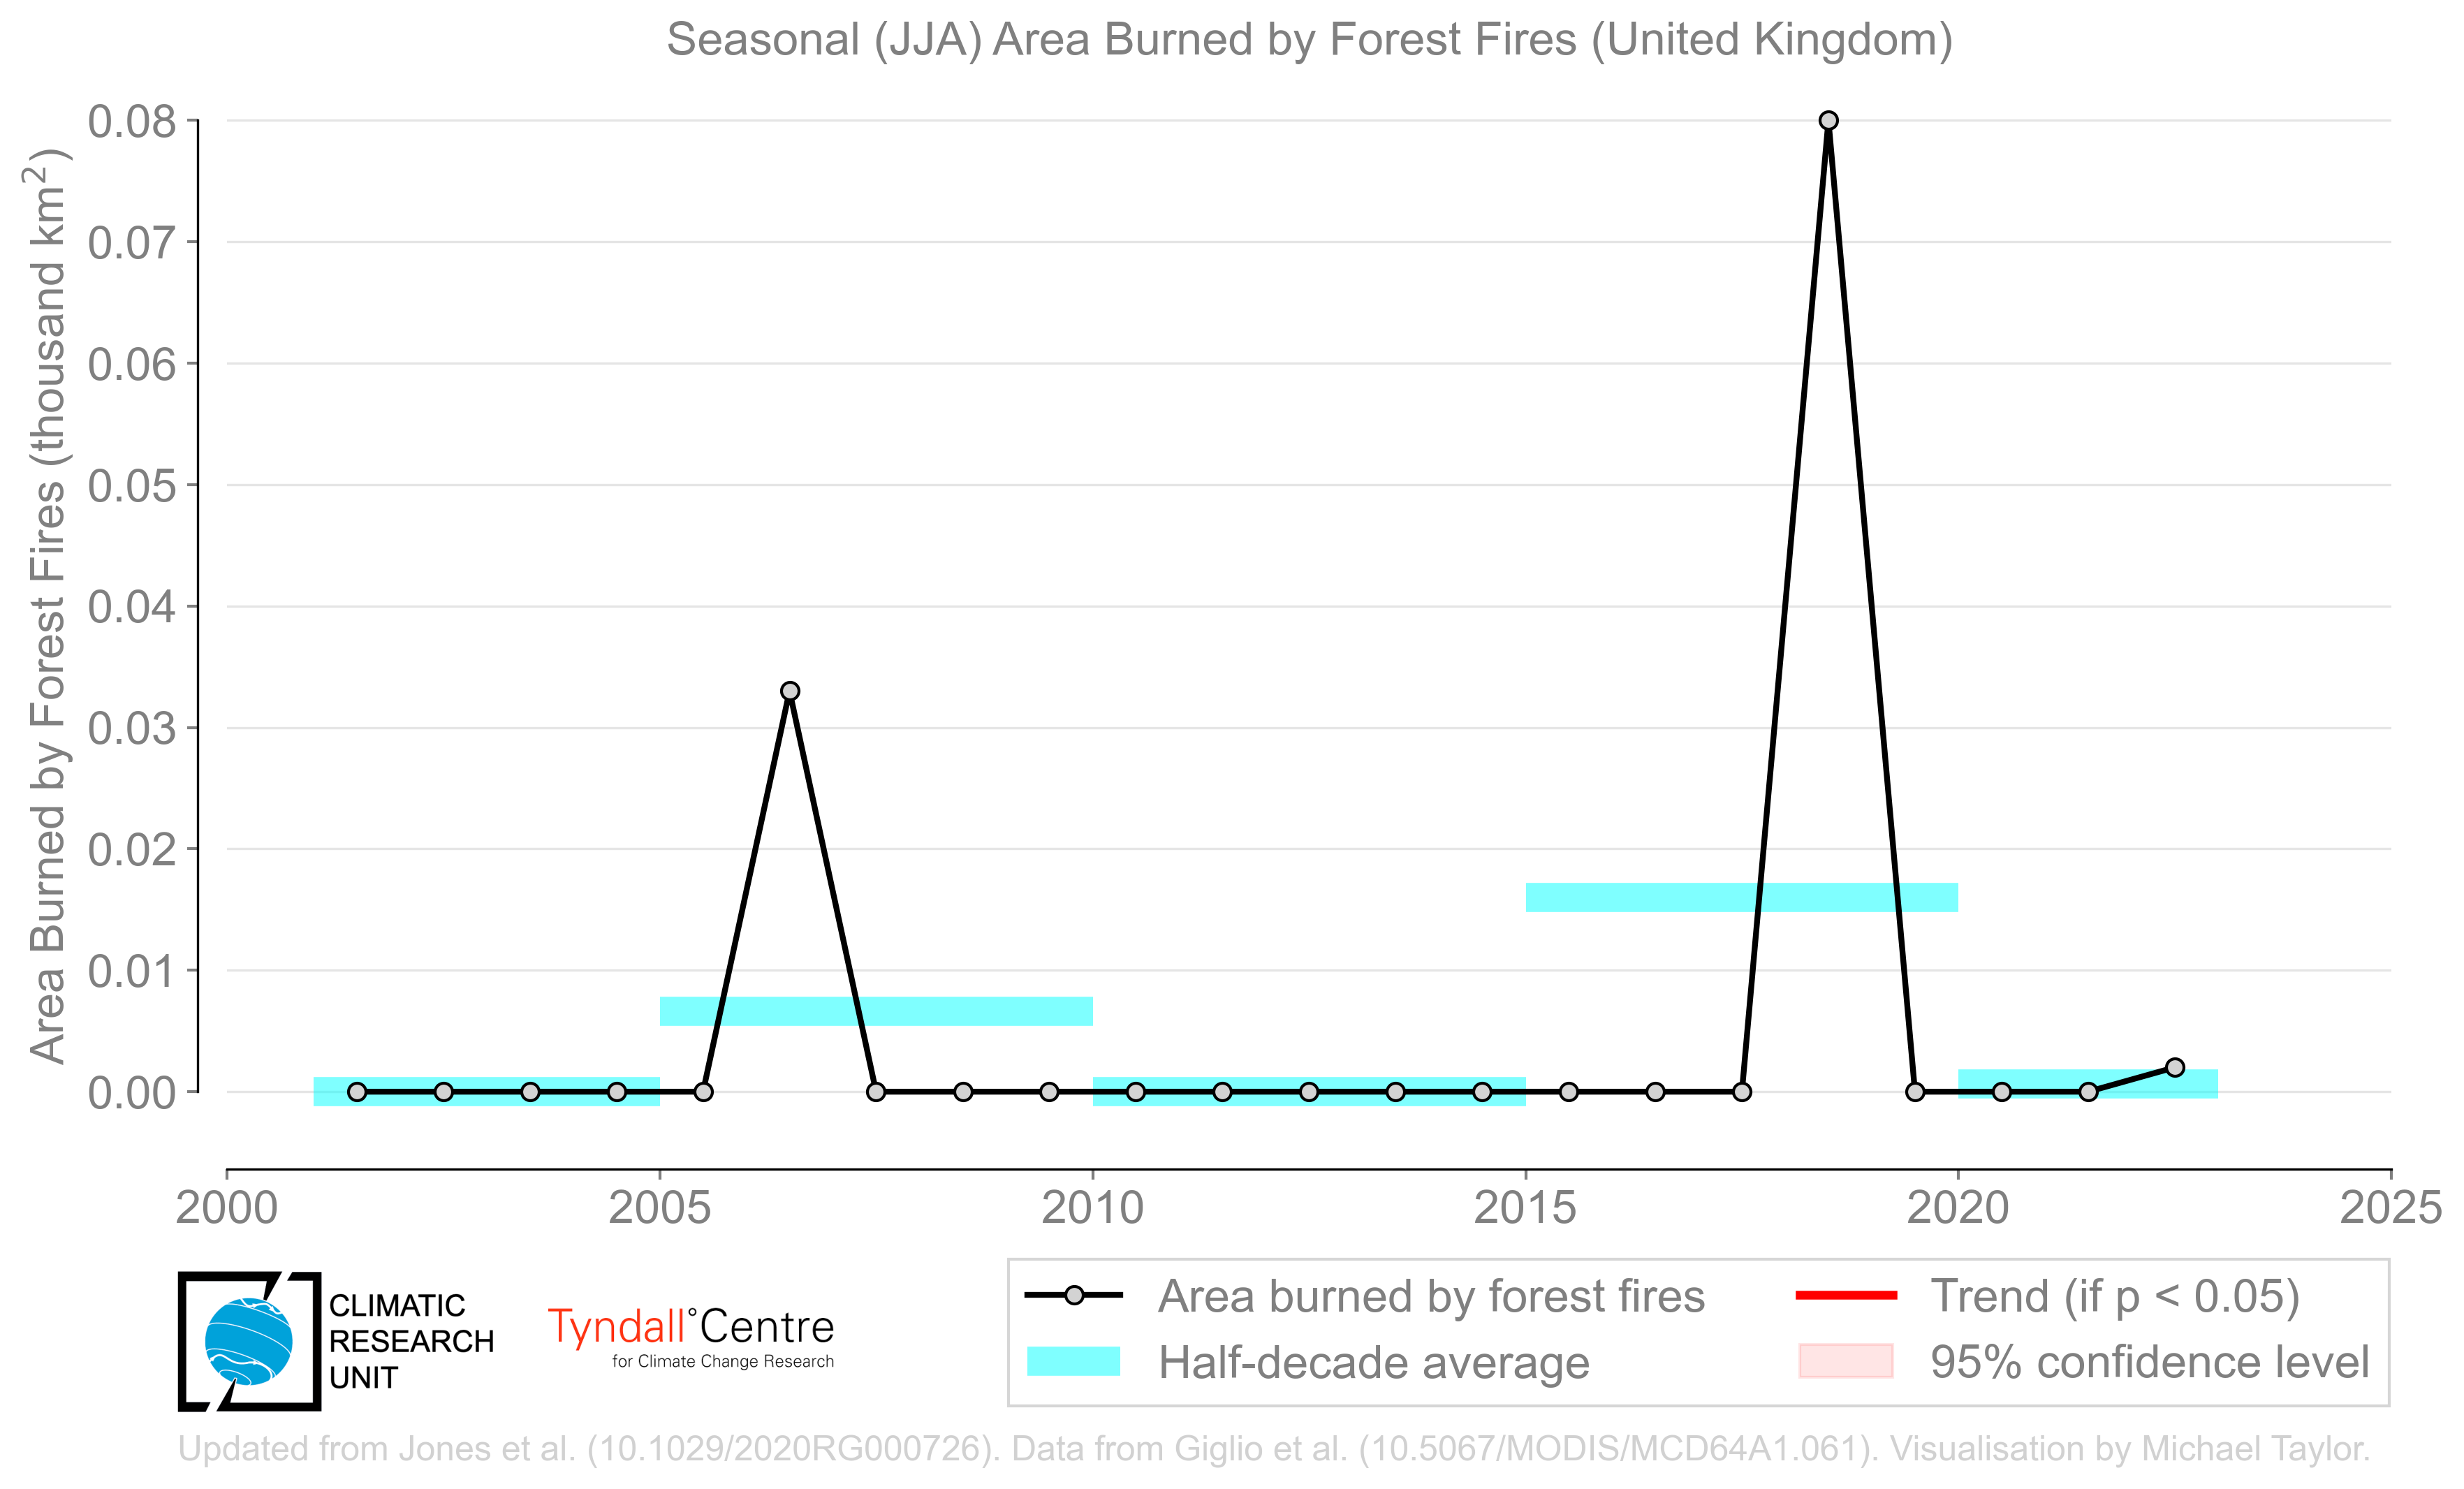 Seasonal (JJA) Area Burned by Forest Fires (United Kingdom)
Area Burned by Forest Fires (thousand km²)
0.08
0.07
0.06
0.05
0.04
0.03
0.02
0.01
0.00
2000 2005 2010 2015 2020 2025
CLIMATIC
RESEARCH
UNIT
Tyndall°Centre
for Climate Change Research
Area burned by forest fires
Half-decade average
Trend (if p < 0.05)
95% confidence level
Updated from Jones et al. (10.1029/2020RG000726). Data from Giglio et al. (10.5067/MODIS/MCD64A1.061). Visualisation by Michael Taylor.